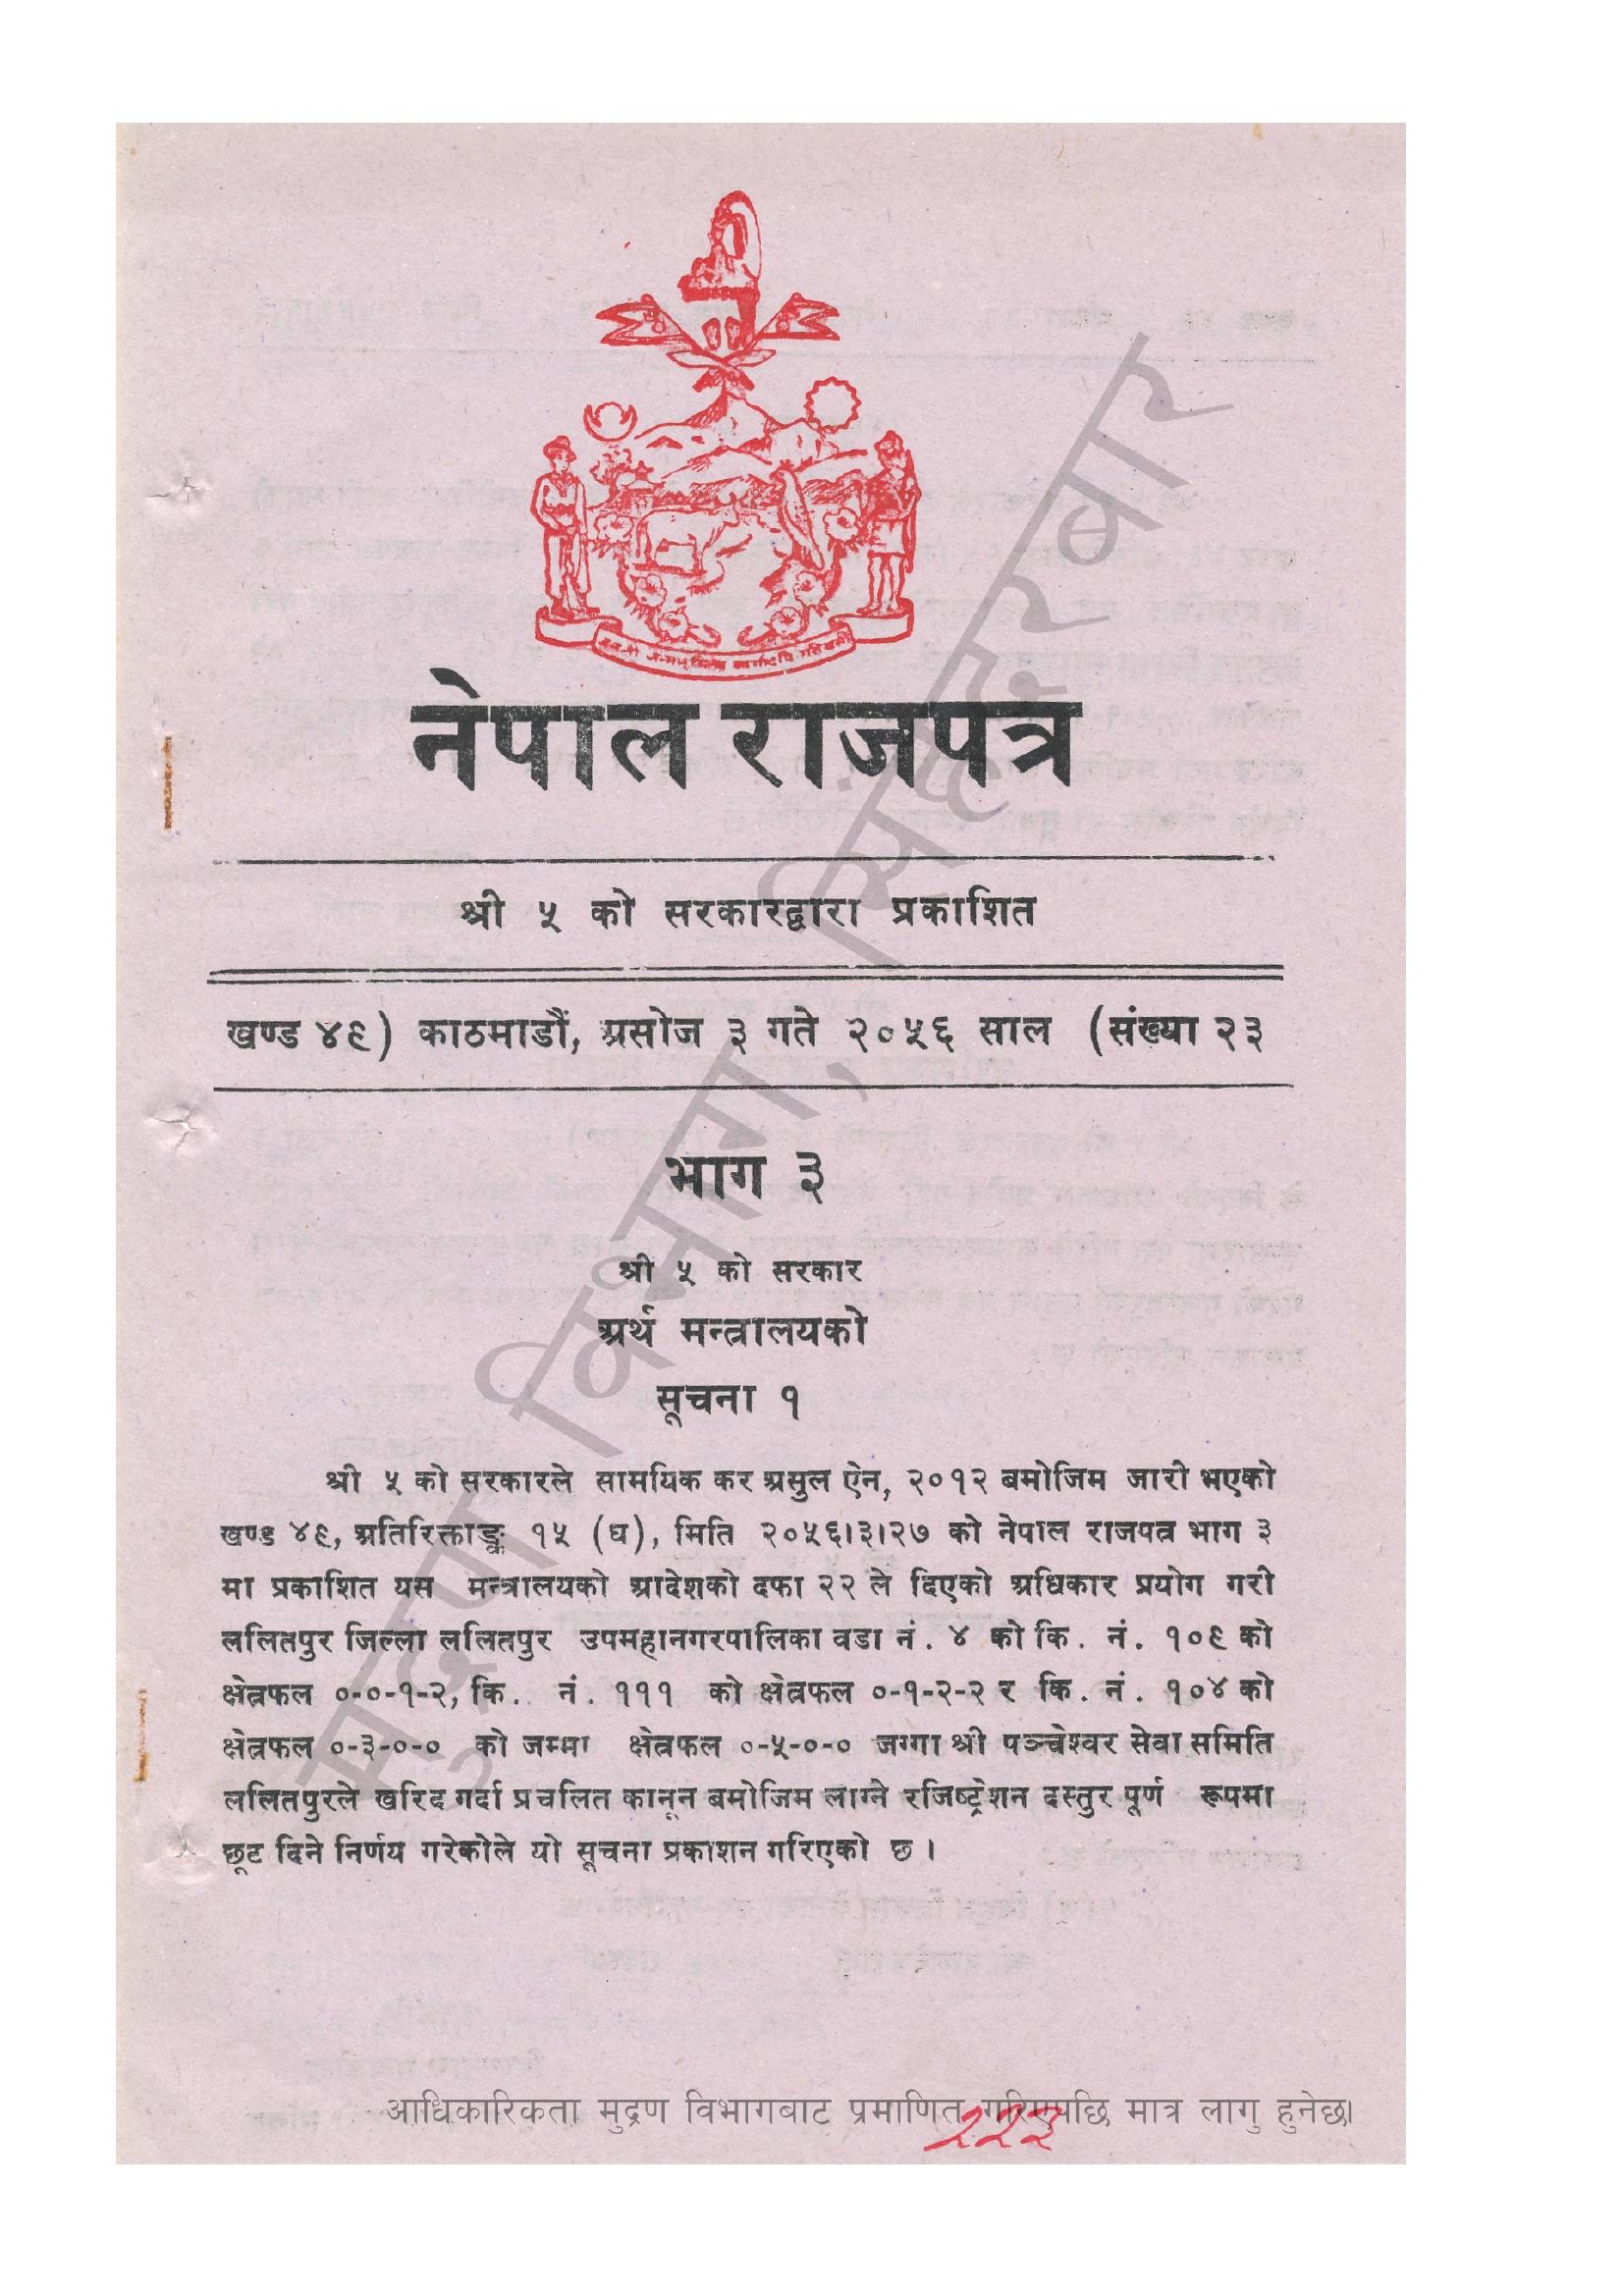 नेपाल राजपत्र
श्री ५ को सरकारद्वारा प्रकाशित
खण्ड ४९) काठमाडौं, असोज ३ गते २०५६ साल (संख्या २३
भाग ३
श्री ५ को सरकार
अर्थ मन्त्रालयको
सूचना १
श्री ५ को सरकारले सामयिक कर असुल ऐन, २०१२ बमोजिम जारी भएको
खण्ड ४९, अतिरिक्ताङ्क १५ (घ), मिति २०५६।३।२७ को नेपाल राजपत्र भाग ३
मा प्रकाशित यस मन्त्रालयको आदेशको दफा २२ ले दिएको अधिकार प्रयोग गरी
ललितपुर जिल्ला ललितपुर उपमहानगरपालिका वडा नं. ४ को कि. नं. १०९ को
क्षेत्रफल ०-०-१-२, कि. नं. १११ को क्षेत्रफल ०-१-२-२ र कि. नं. १०४ को
क्षेत्रफल ०-३-०-० को जम्मा क्षेत्रफल ०-५-०-० जग्गा श्री पञ्चेश्वर सेवा समिति
ललितपुरले खरिद गर्दा प्रचलित कानून बमोजिम लाग्ने रजिष्ट्रेशन दस्तुर पूर्ण रूपमा
छूट दिने निर्णय गरेकोले यो सूचना प्रकाशन गरिएको छ ।
मुद्रण विभाग, सिंहदरबार
आधिकारिकता मुद्रण विभागबाट प्रमाणित गरिएपछि मात्र लागु हुनेछ।
२२३